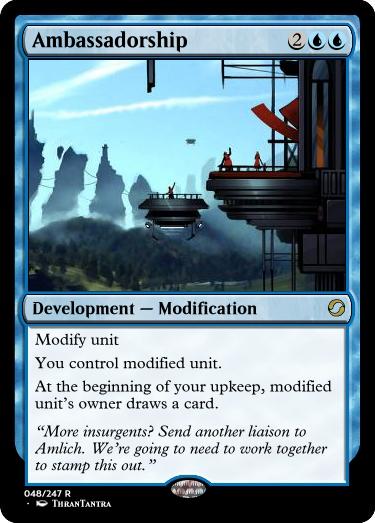 Ambassadorship 2
Development — Modification
Modify unit
You control modified unit.
At the beginning of your upkeep, modified
unit's owner draws a card.
“More insurgents? Send another liaison to
Amlich. We're going to need to work together
to stamp this out.”
048/247 R
· ThranTantra